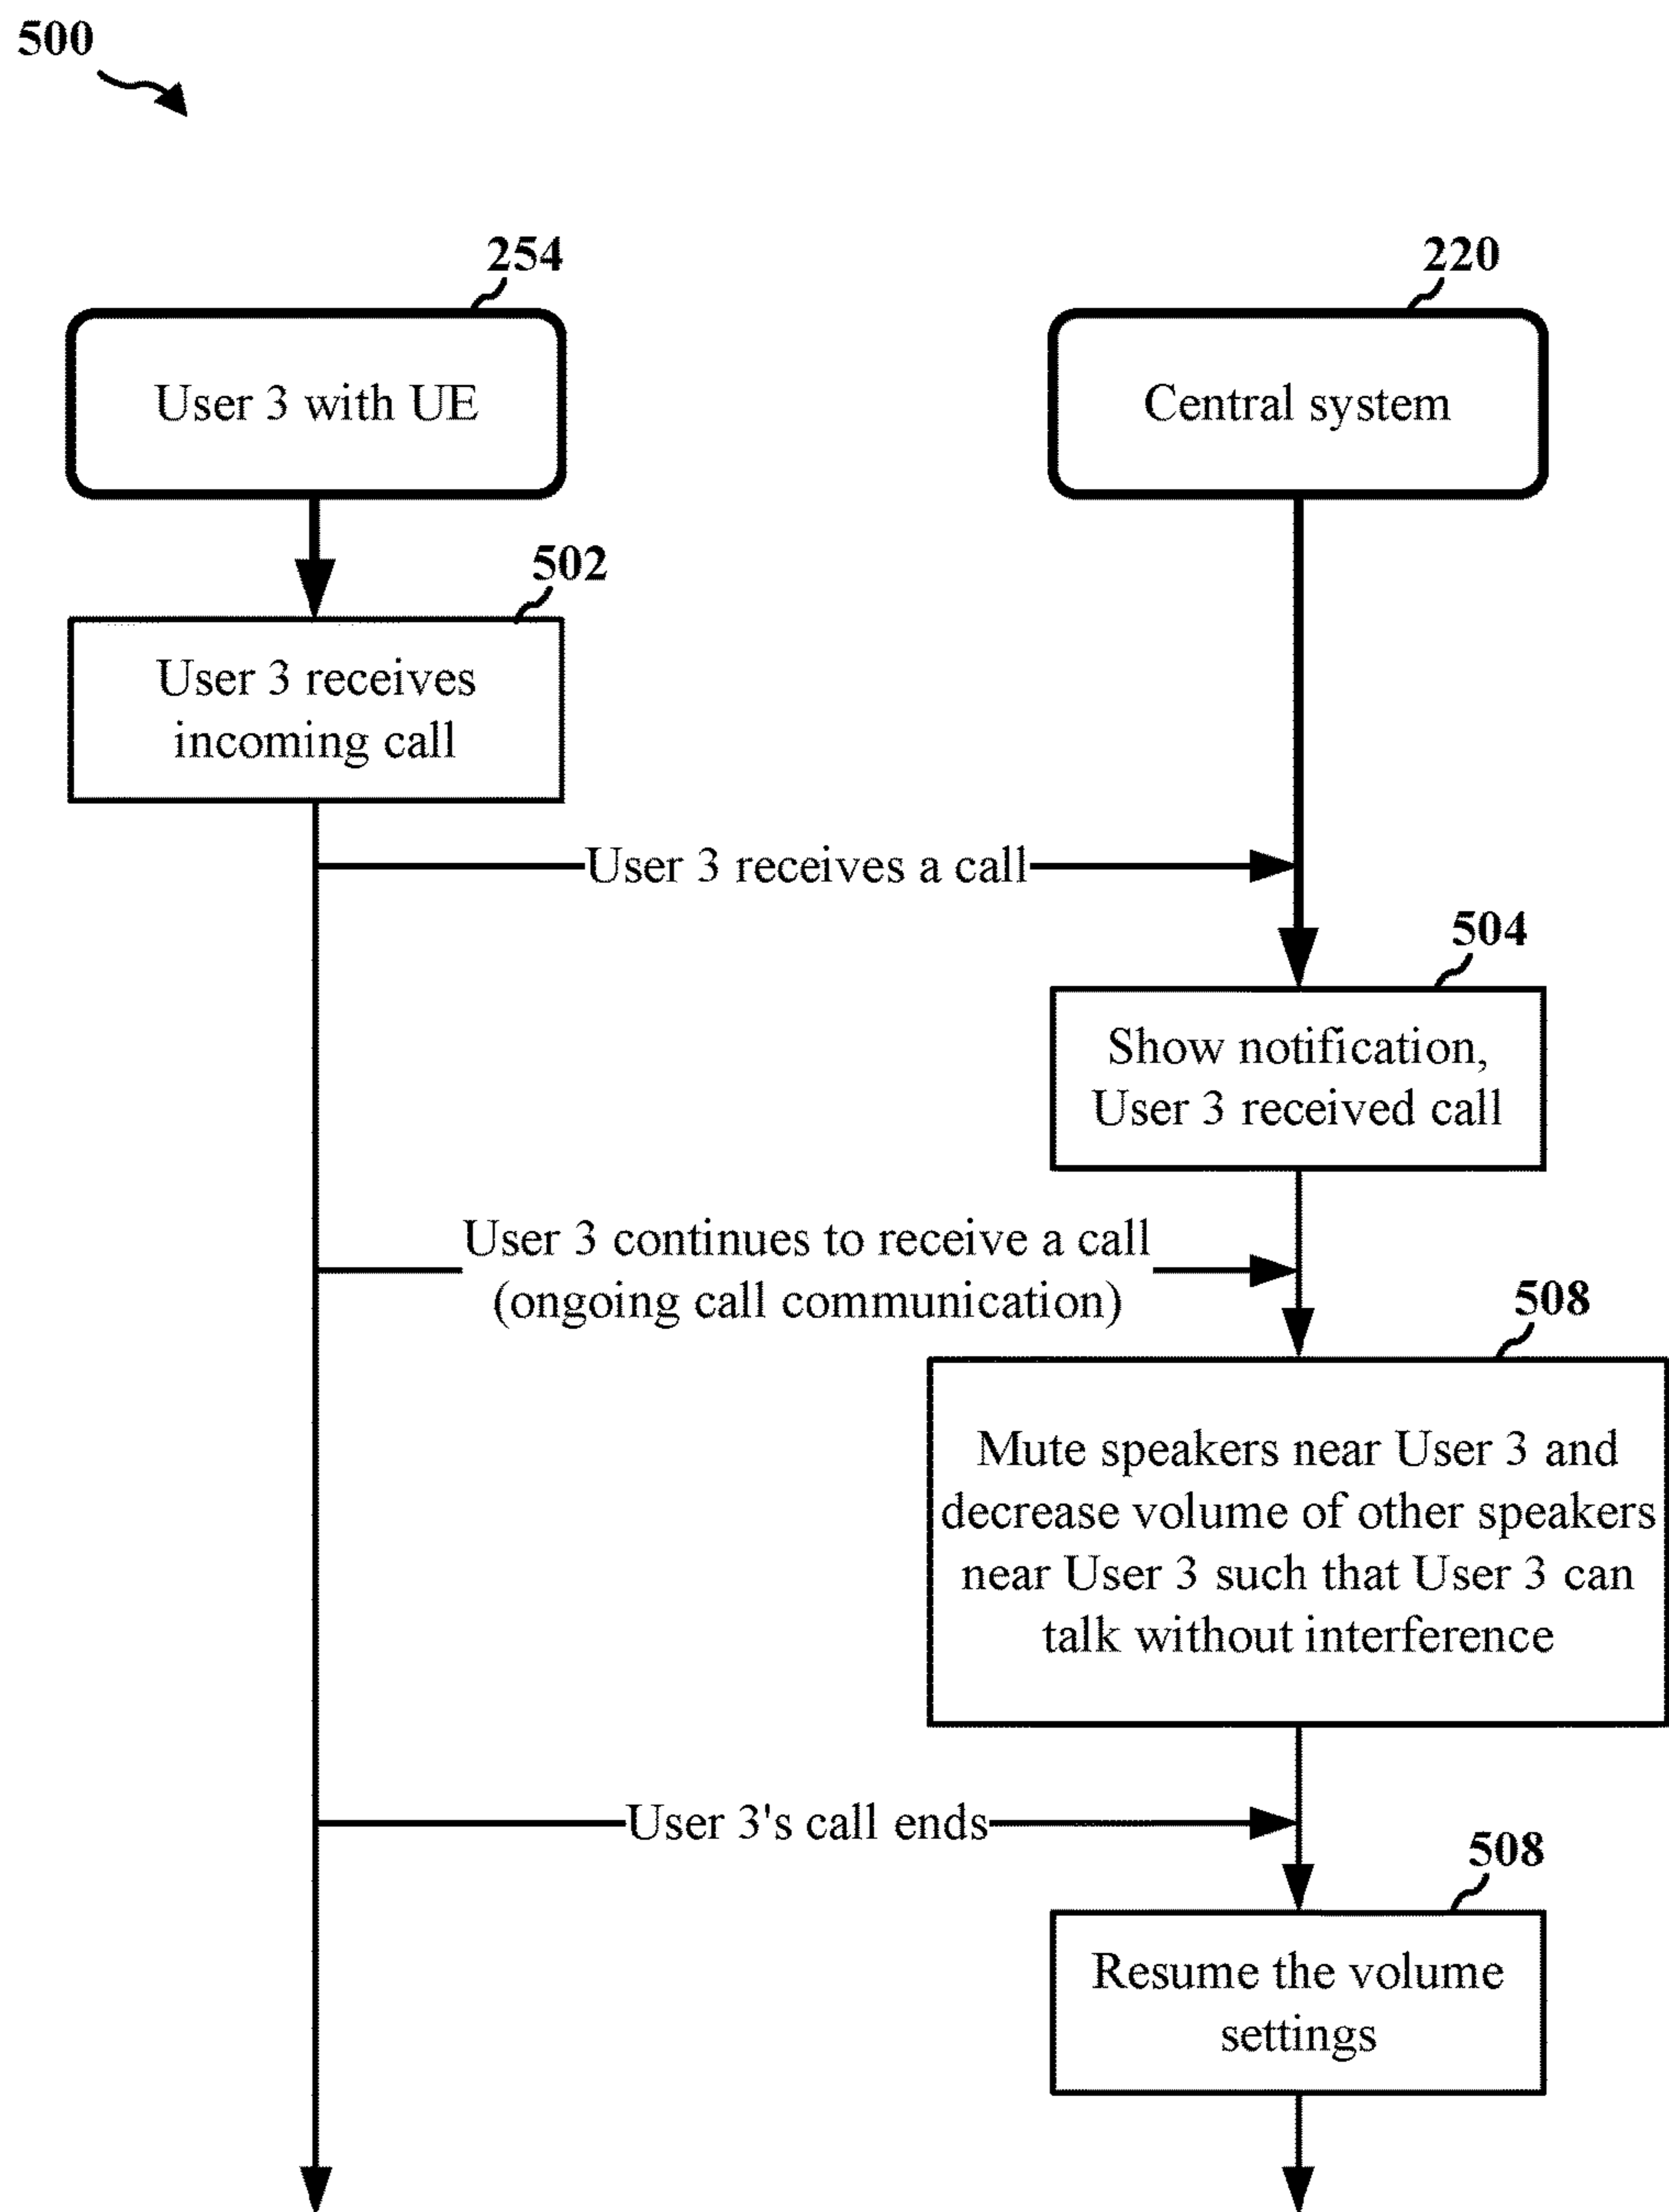 500
254
220
User 3 with UE
Central system
502
User 3 receives
incoming call
User 3 receives a call
504
Show notification,
User 3 received call
User 3 continues to receive a call
(ongoing call communication)
508
Mute speakers near User 3 and
decrease volume of other speakers
near User 3 such that User 3 can
talk without interference
User 3's call ends
508
Resume the volume
settings